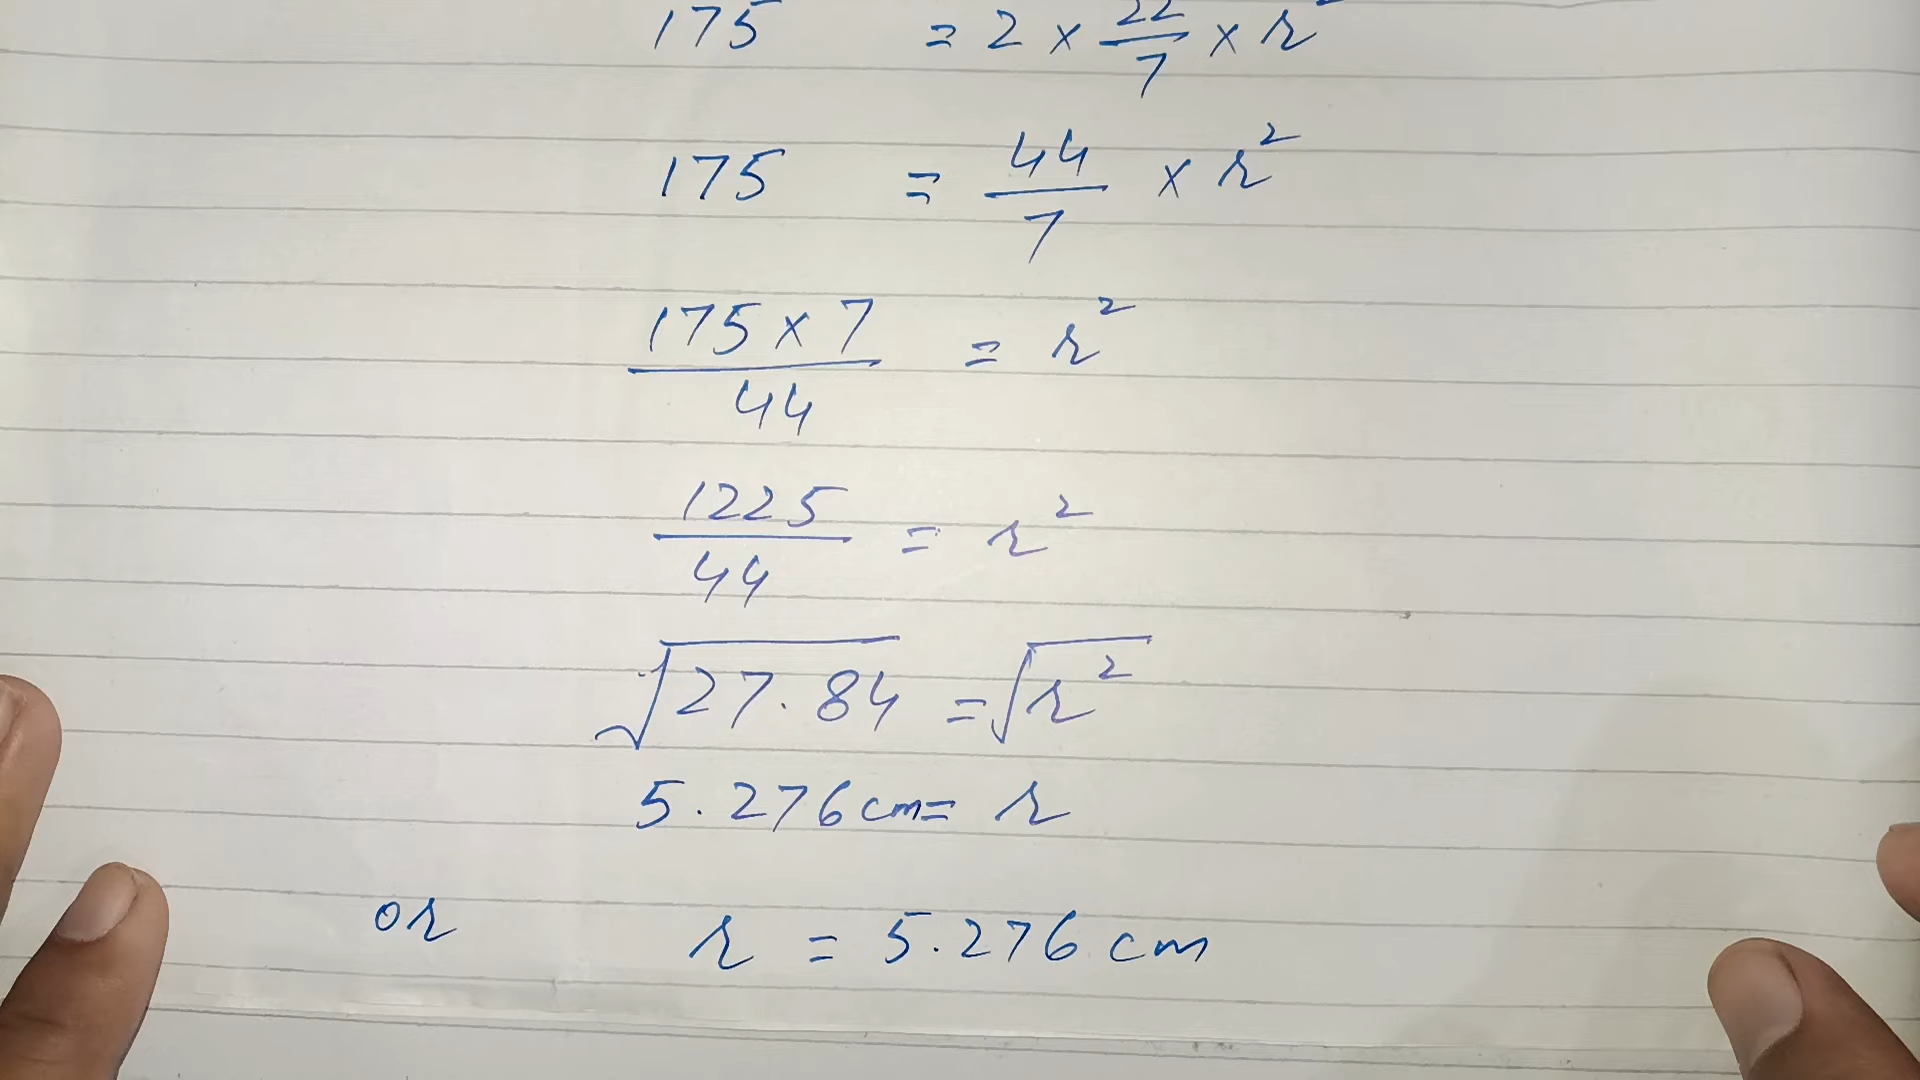 175 = 2 × 22/7 × r²
175 = 44/7 × r²
175 × 7/44 = r²
1225/44 = r²
√27.84 = √r²
5.276 cm = r
or r = 5.276 cm